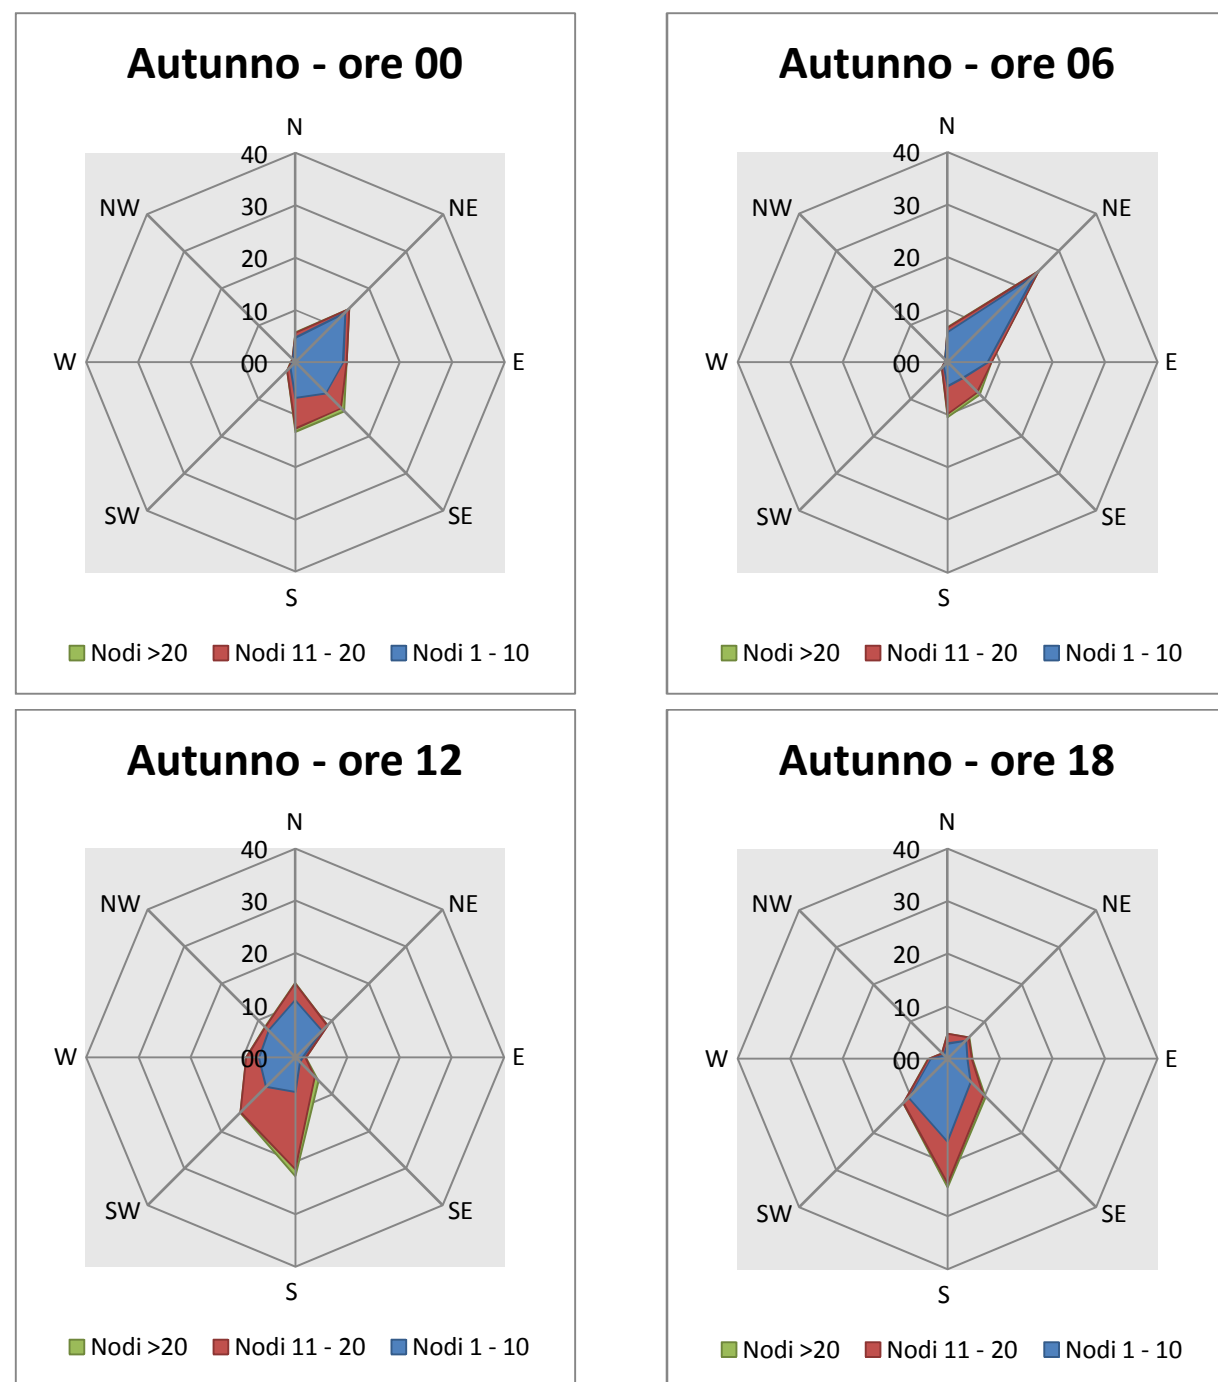 Autunno - ore 00
N
40
NW
NE
30
20
10
W
00
E
SW
SE
S
Nodi >20 Nodi 11 - 20 Nodi 1 - 10
Autunno - ore 06
N
40
NW
NE
30
20
10
W
00
E
SW
SE
S
Nodi >20 Nodi 11 - 20 Nodi 1 - 10
Autunno - ore 12
N
40
NW
NE
30
20
10
W
00
E
SW
SE
S
Nodi >20 Nodi 11 - 20 Nodi 1 - 10
Autunno - ore 18
N
40
NW
NE
30
20
10
W
00
E
SW
SE
S
Nodi >20 Nodi 11 - 20 Nodi 1 - 10